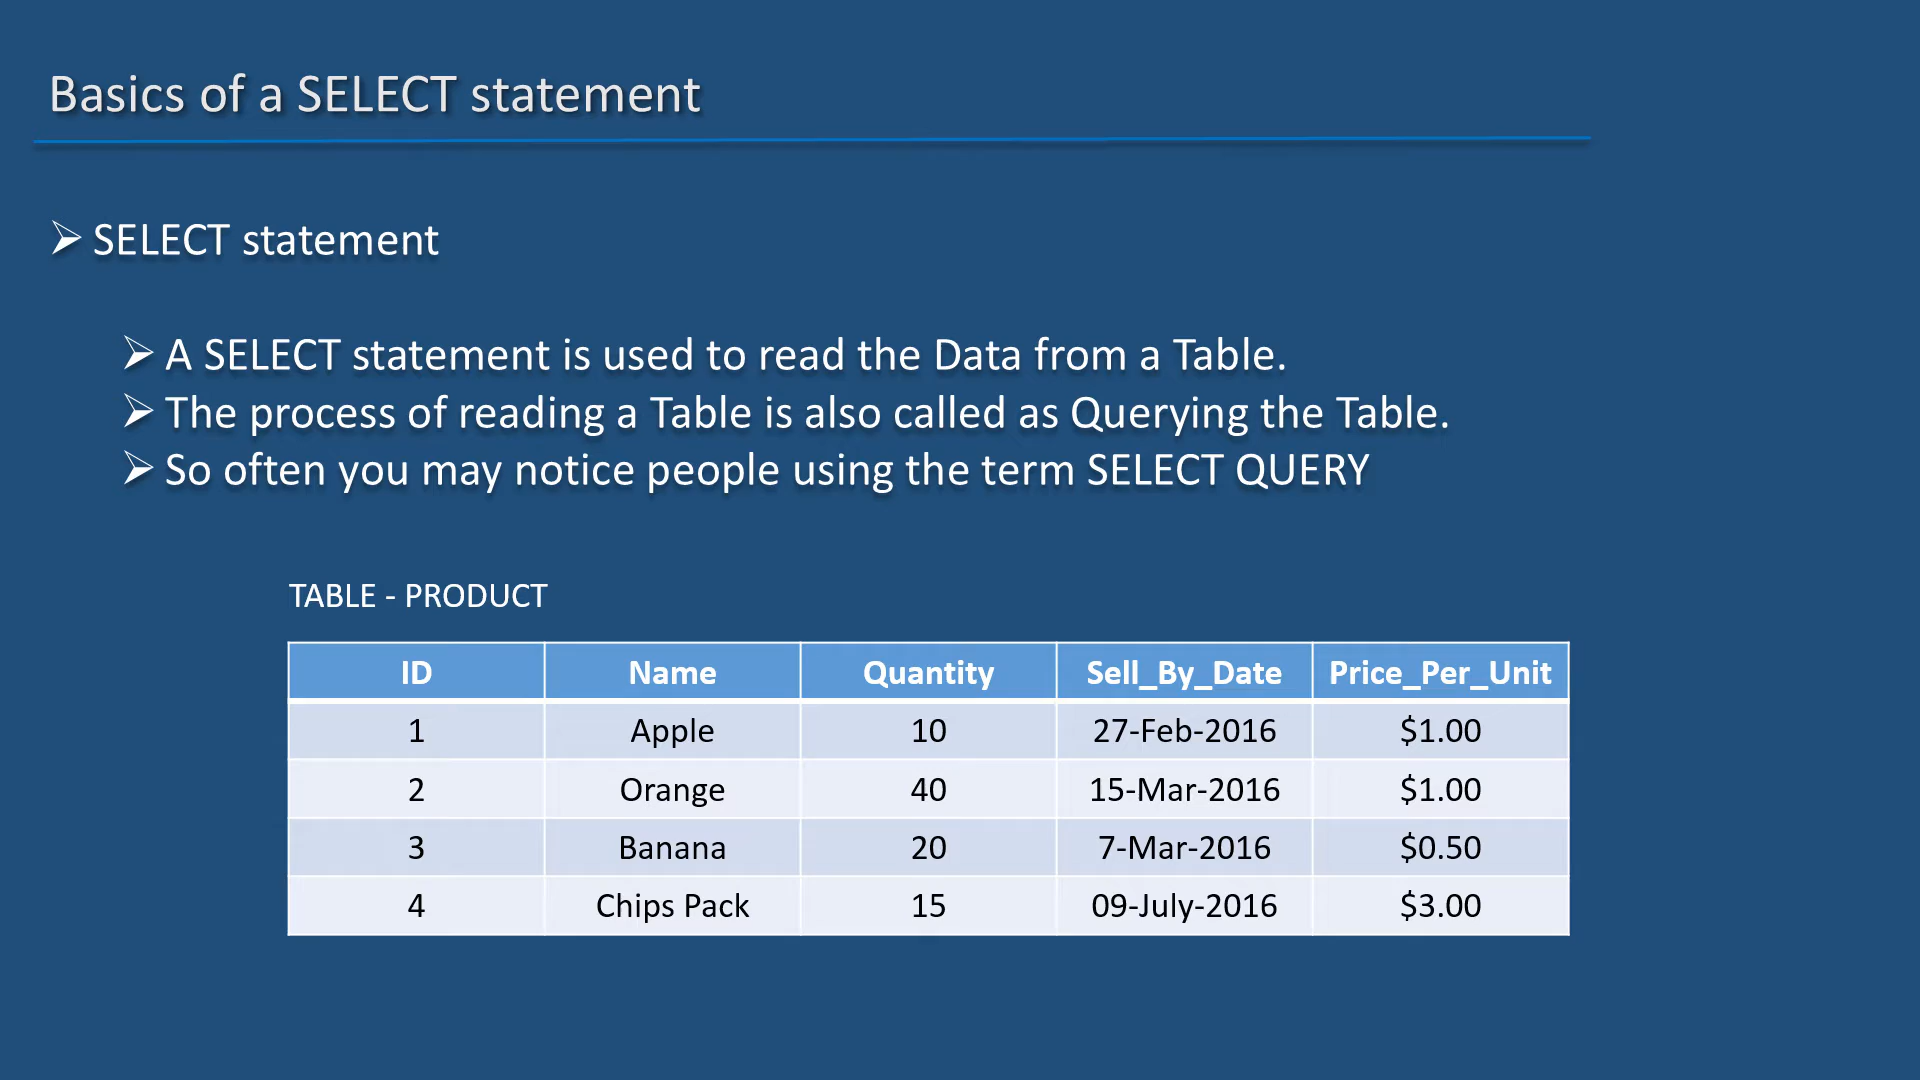 Basics of a SELECT statement
SELECT statement
A SELECT statement is used to read the Data from a Table.
The process of reading a Table is also called as Querying the Table.
So often you may notice people using the term SELECT QUERY
TABLE - PRODUCT
ID Name Quantity Sell_By_Date Price_Per_Unit
1 Apple 10 27-Feb-2016 $1.00
2 Orange 40 15-Mar-2016 $1.00
3 Banana 20 7-Mar-2016 $0.50
4 Chips Pack 15 09-July-2016 $3.00